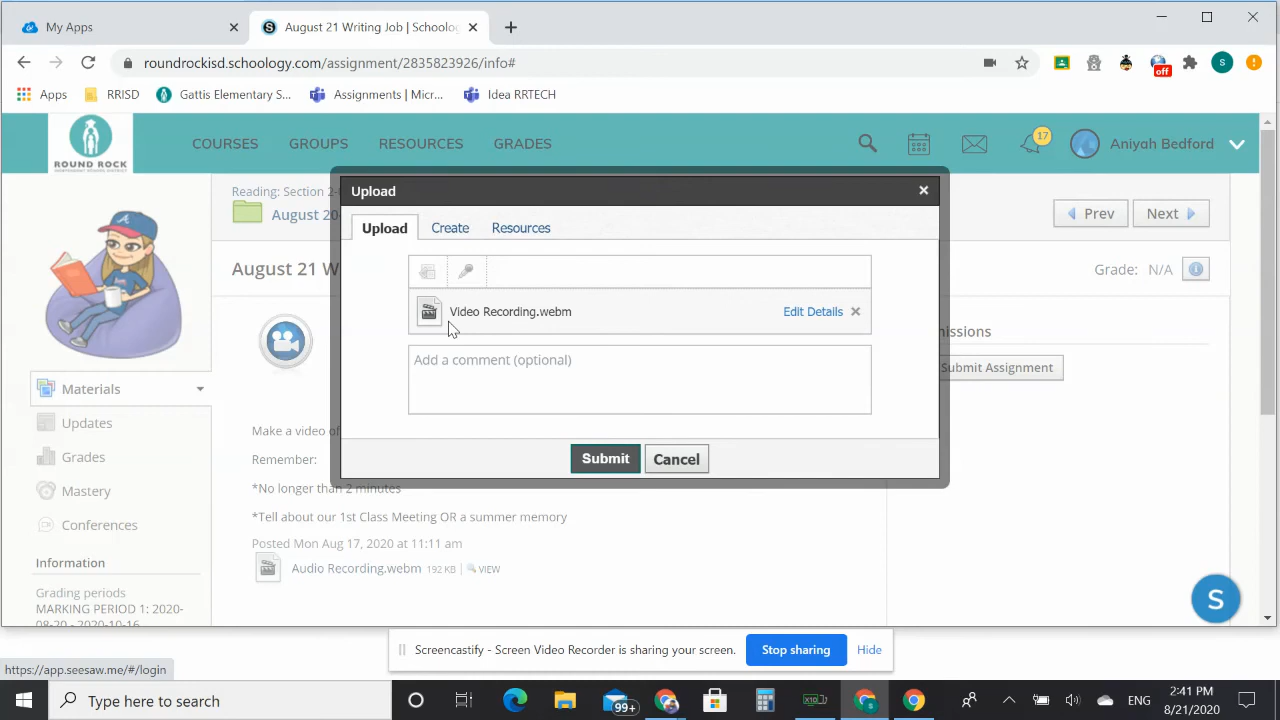 My Apps
August 21 Writing Job | Schoolog
roundrockisd.schoology.com/assignment/2835823926/info#
off
S
Apps
RRISD
Gattis Elementary S...
Assignments | Micr...
Idea RRTECH
ROUND ROCK
COURSES
GROUPS
RESOURCES
GRADES
17
Aniyah Bedford
Reading: Section 2-
August 20
Prev
Next
August 21 W
Grade: N/A
Upload
Upload
Create
Resources
Video Recording.webm
Edit Details
Add a comment (optional)
Submit
Cancel
missions
Submit Assignment
Materials
Updates
Grades
Mastery
Conferences
Information
Grading periods
MARKING PERIOD 1: 2020-
08-20 - 2020-10-16
Make a video of
Remember:
*No longer than 2 minutes
*Tell about our 1st Class Meeting OR a summer memory
Posted Mon Aug 17, 2020 at 11:11 am
Audio Recording.webm 192 KB | VIEW
S
Screencastify - Screen Video Recorder is sharing your screen.
Stop sharing
Hide
https://app.seesaw.me/#/login
Type here to search
99+
ENG
2:41 PM
8/21/2020